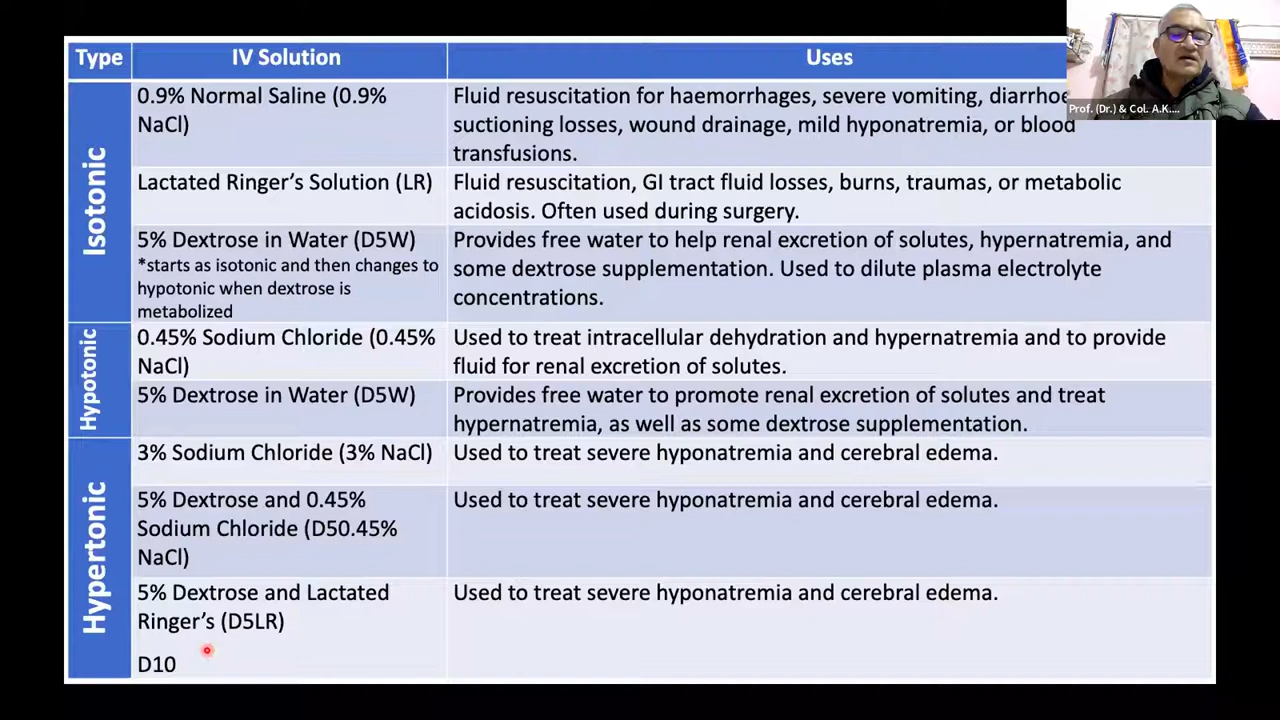 Type IV Solution Uses
Isotonic
0.9% Normal Saline (0.9%
NaCl)
Fluid resuscitation for haemorrhages, severe vomiting,
suctioning losses, wound drainage, mild hyponatremia, or blood
transfusions.
Lactated Ringer's Solution (LR)
Fluid resuscitation, GI tract fluid losses, burns, traumas, or metabolic
acidosis. Often used during surgery.
5% Dextrose in Water (D5W)
*starts as isotonic and then changes to
hypotonic when dextrose is
metabolized
Provides free water to help renal excretion of solutes, hypernatremia, and
some dextrose supplementation. Used to dilute plasma electrolyte
concentrations.
Hypotonic
0.45% Sodium Chloride (0.45%
NaCl)
Used to treat intracellular dehydration and hypernatremia and to provide
fluid for renal excretion of solutes.
5% Dextrose in Water (D5W)
Provides free water to promote renal excretion of solutes and treat
hypernatremia, as well as some dextrose supplementation.
Hypertonic
3% Sodium Chloride (3% NaCl)
Used to treat severe hyponatremia and cerebral edema.
5% Dextrose and 0.45%
Sodium Chloride (D50.45%
NaCl)
Used to treat severe hyponatremia and cerebral edema.
5% Dextrose and Lactated
Ringer's (D5LR)
D10
Used to treat severe hyponatremia and cerebral edema.
Prof. (Dr.) & Col. A.K....